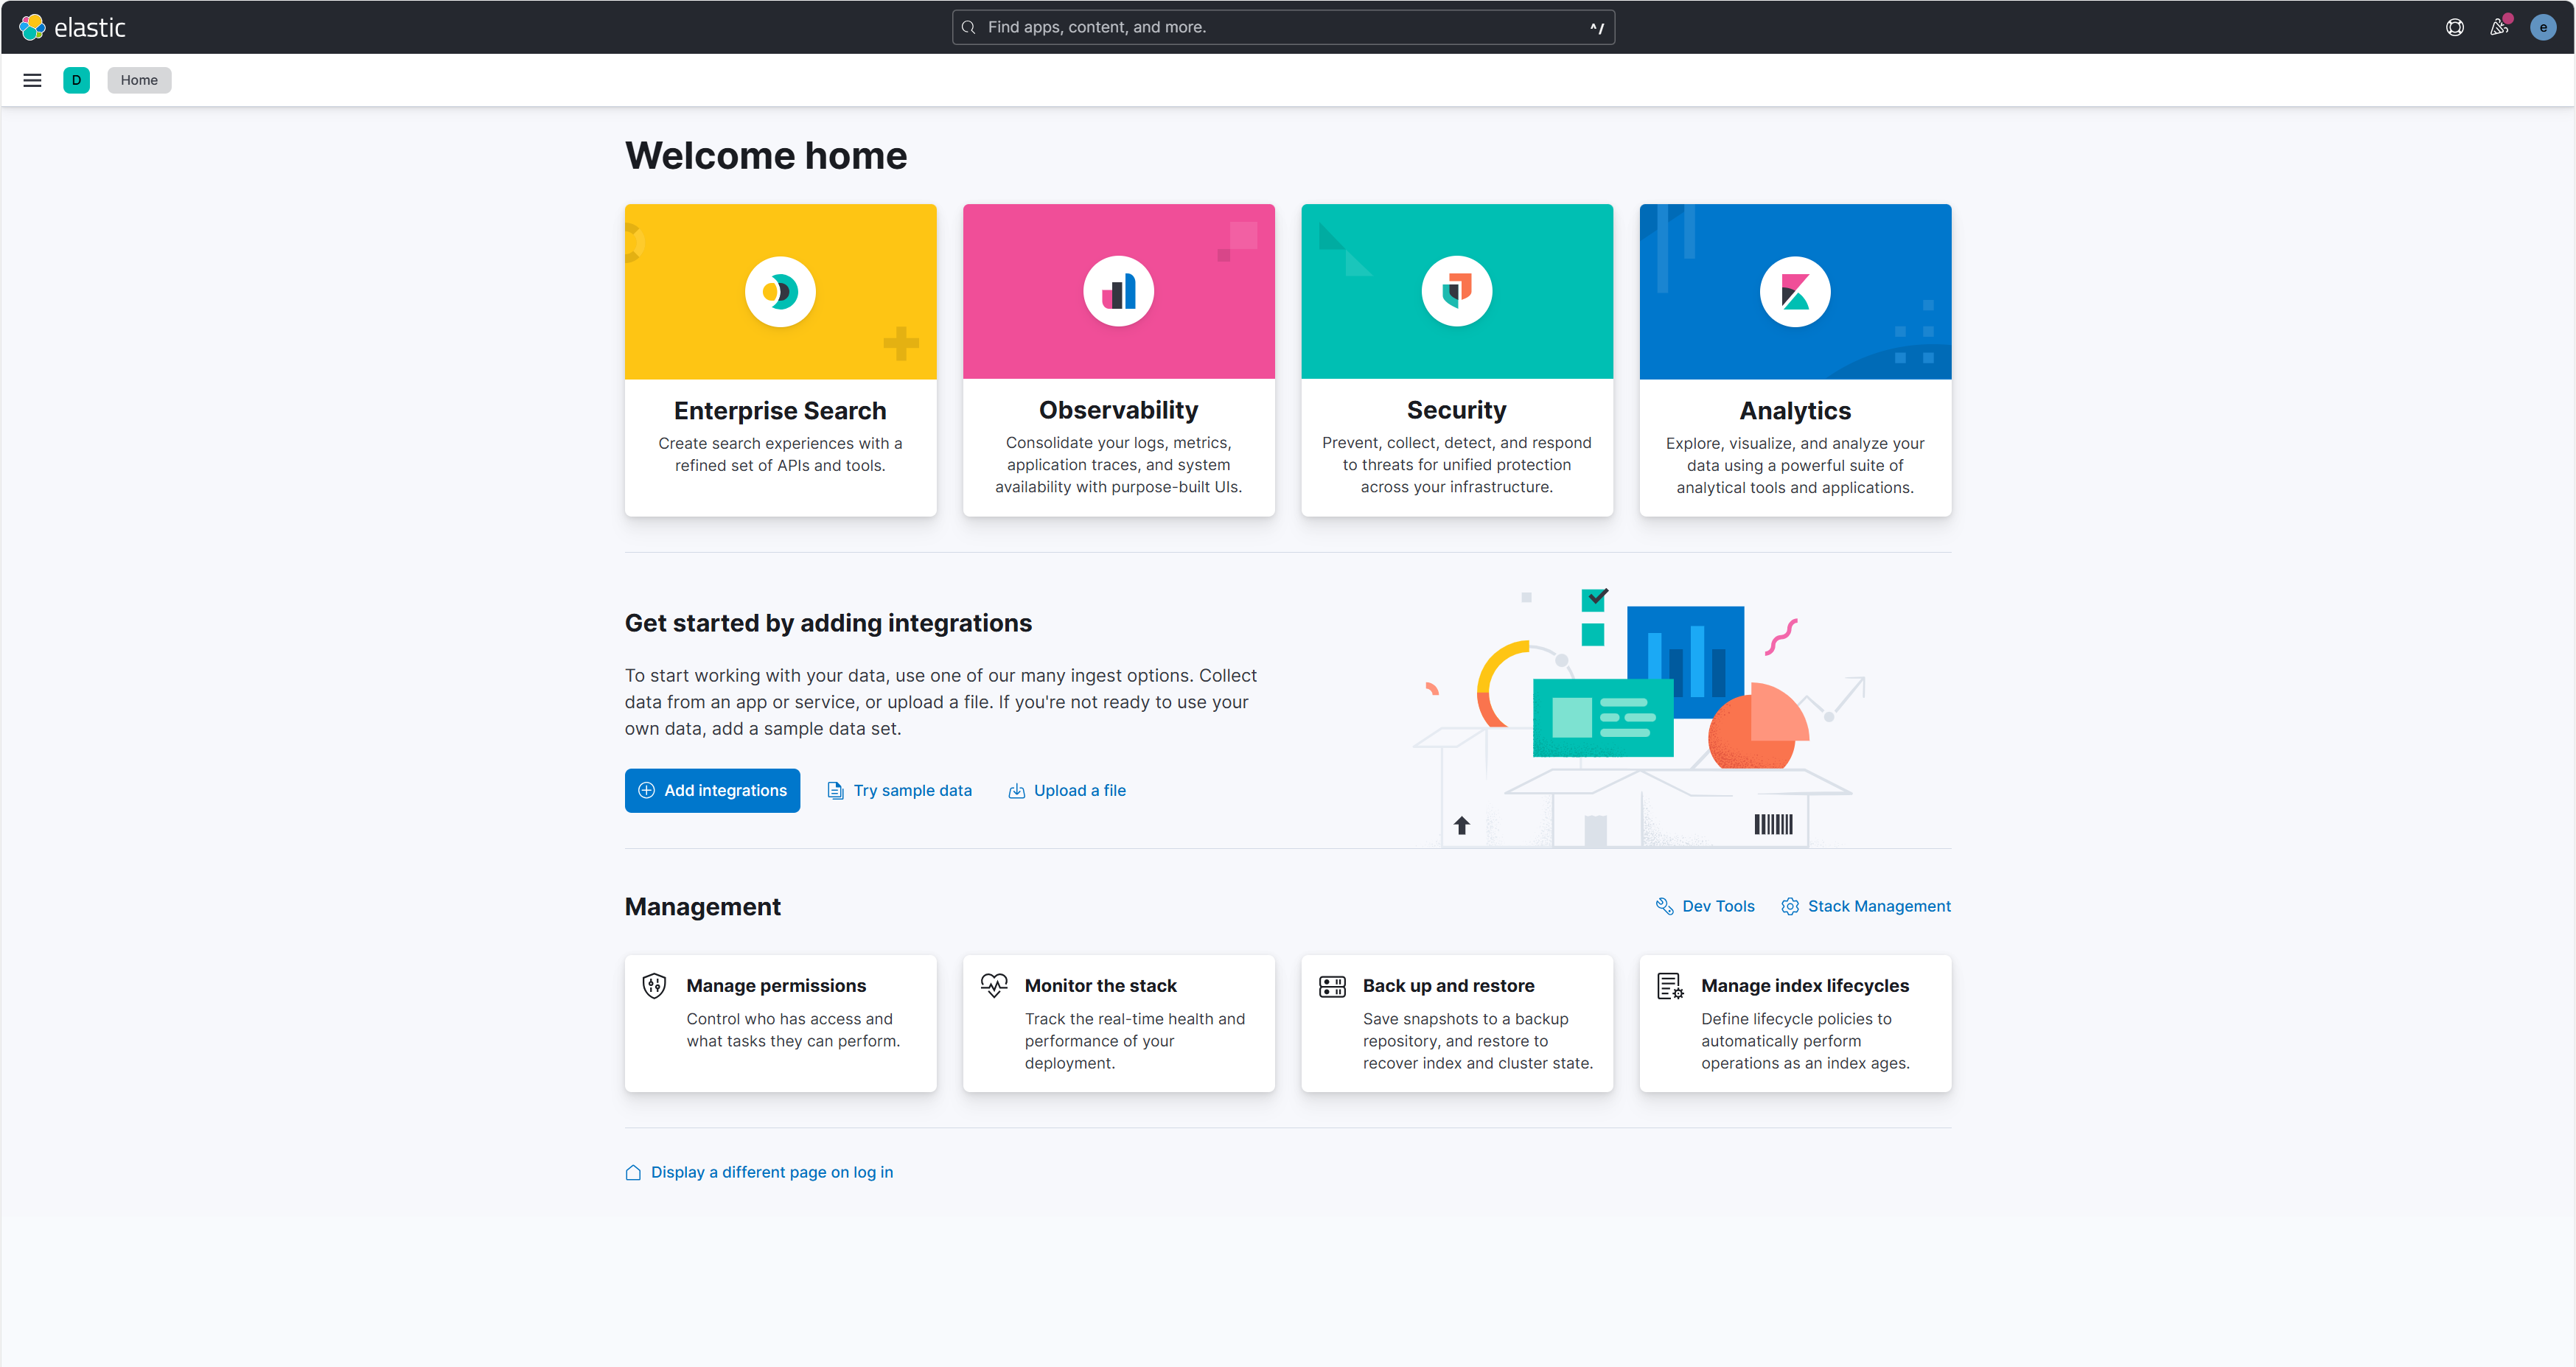 elastic
Find apps, content, and more.
^/
e
D
Home
Welcome home
Enterprise Search
Create search experiences with a
refined set of APIs and tools.
Observability
Consolidate your logs, metrics,
application traces, and system
availability with purpose-built UIs.
Security
Prevent, collect, detect, and respond
to threats for unified protection
across your infrastructure.
Analytics
Explore, visualize, and analyze your
data using a powerful suite of
analytical tools and applications.
Get started by adding integrations
To start working with your data, use one of our many ingest options. Collect
data from an app or service, or upload a file. If you're not ready to use your
own data, add a sample data set.
Add integrations
Try sample data
Upload a file
Management
Dev Tools
Stack Management
Manage permissions
Control who has access and
what tasks they can perform.
Monitor the stack
Track the real-time health and
performance of your
deployment.
Back up and restore
Save snapshots to a backup
repository, and restore to
recover index and cluster state.
Manage index lifecycles
Define lifecycle policies to
automatically perform
operations as an index ages.
Display a different page on log in